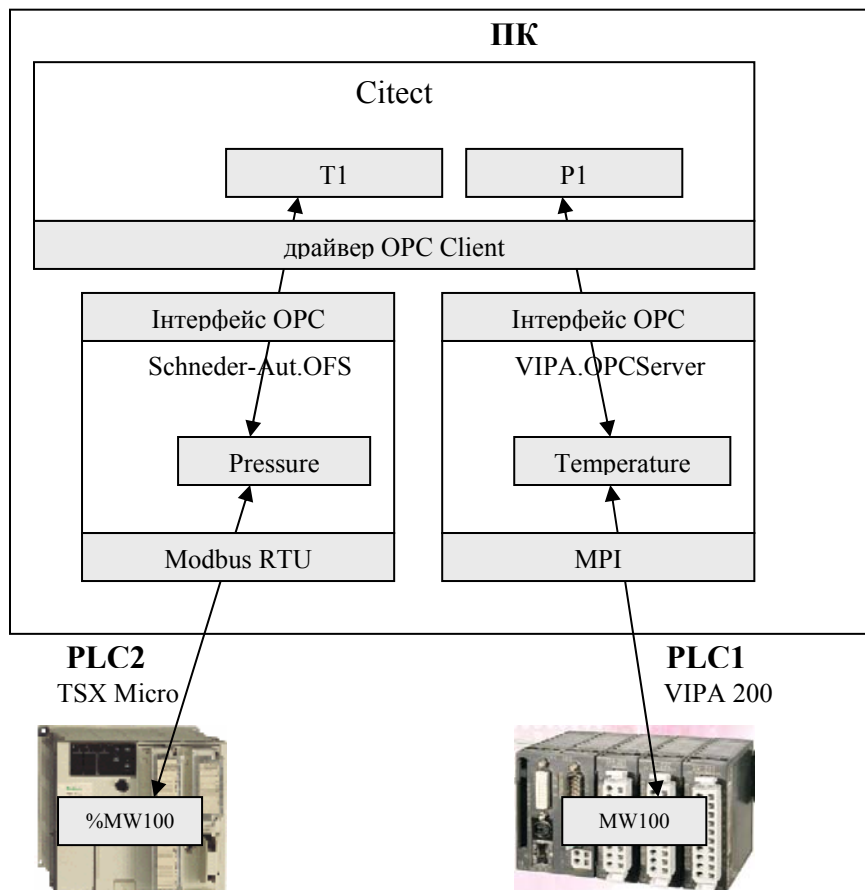 ПК
Citect
T1
P1
драйвер OPC Client
Інтерфейс OPC
Інтерфейс OPC
Schneder-Aut.OFS
VIPA.OPCServer
Pressure
Temperature
Modbus RTU
MPI
PLC2
PLC1
TSX Micro
VIPA 200
%MW100
MW100